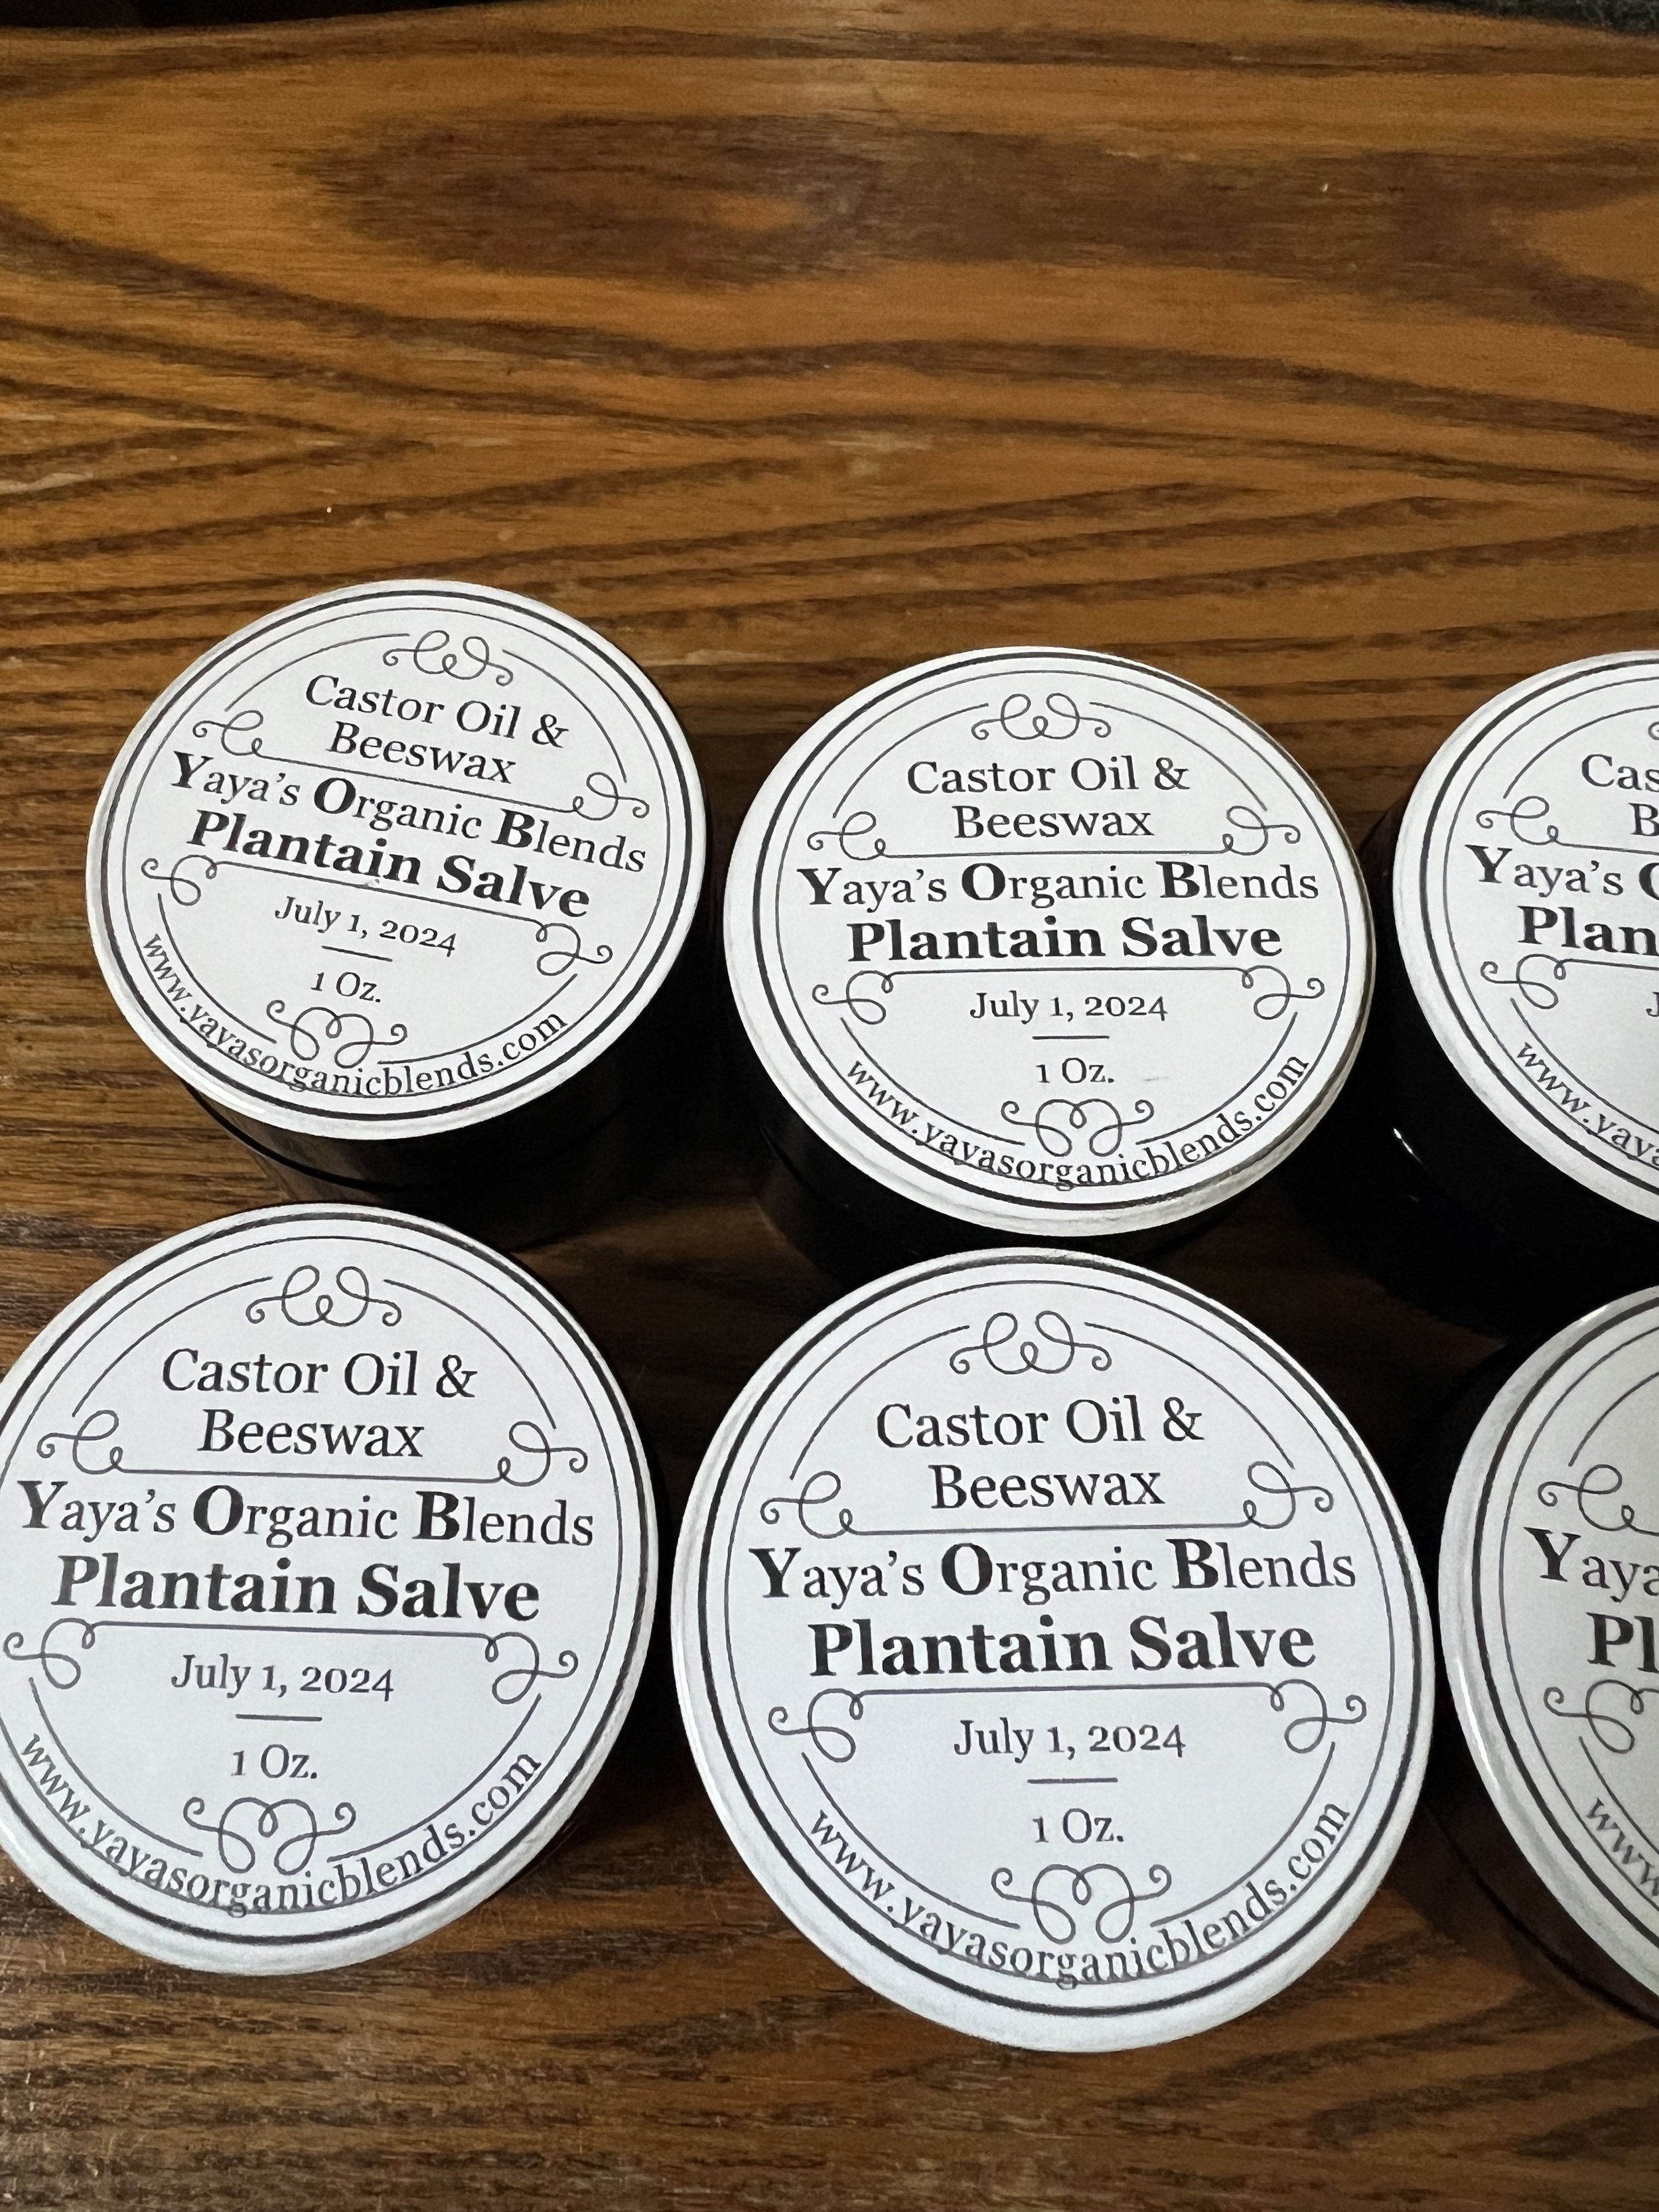 Castor Oil &
Beeswax
Yaya's Organic Blends
Plantain Salve
July 1, 2024
1 Oz.
www.yayasorganicblends.com
Castor Oil &
Beeswax
Yaya's Organic Blends
Plantain Salve
July 1, 2024
1 Oz.
www.yayasorganicblends.com
Yaya's
Castor Oil &
Beeswax
Yaya's Organic Blends
Plantain Salve
July 1, 2024
1 Oz.
www.yayasorganicblends.com
Castor Oil &
Beeswax
Yaya's Organic Blends
Plantain Salve
July 1, 2024
1 Oz.
www.yayasorganicblends.com